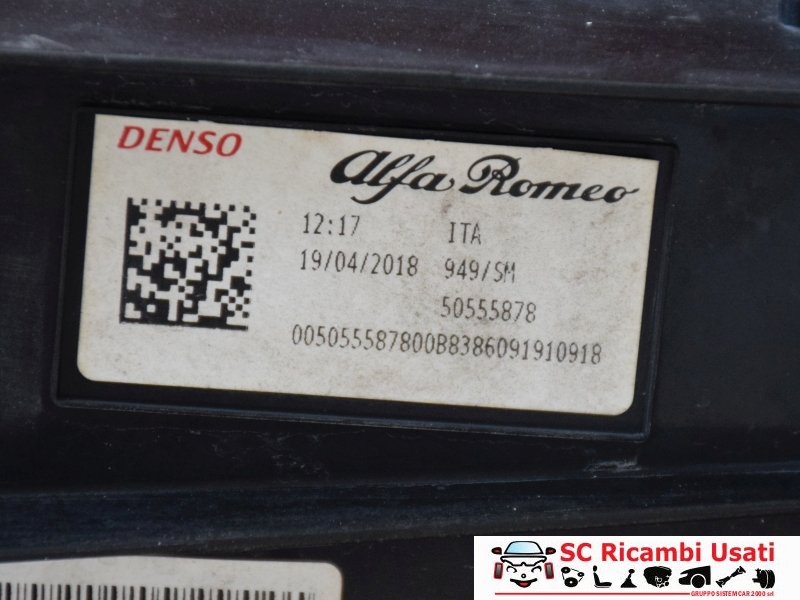 DENSO
Alfa Romeo
12:17 ITA
19/04/2018 949/SM
50555878
005055587800B8386091910918
SC Ricambi Usati
GRUPPO SISTEMCAR 2000 srl